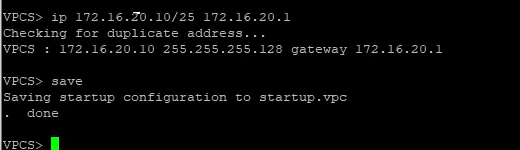 VPCS> ip 172.16.20.10/25 172.16.20.1
Checking for duplicate address...
VPCS : 172.16.20.10 255.255.255.128 gateway 172.16.20.1
VPCS> save
Saving startup configuration to startup.vpc
.  done
VPCS>